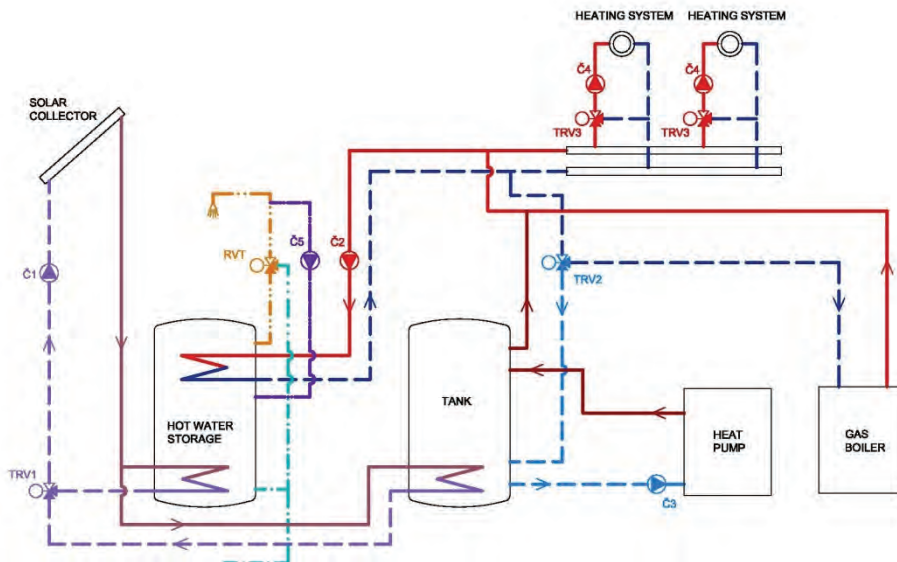 HEATING SYSTEM
HEATING SYSTEM
Č4
Č4
SOLAR
COLLECTOR
TRV3
TRV3
RVT
Č5
Č2
Č1
TRV2
TANK
HOT WATER
STORAGE
HEAT
PUMP
GAS
BOILER
TRV1
Č3